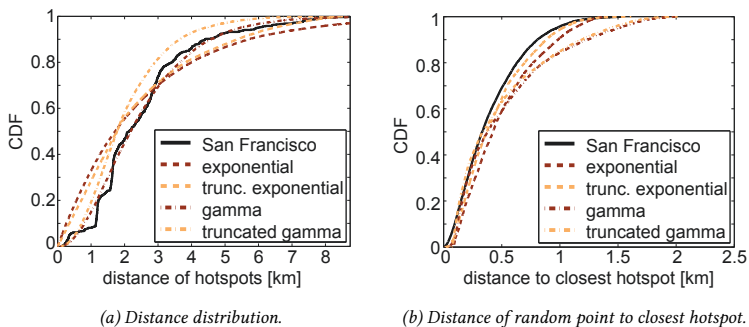 CDF
1
0.8
0.6
0.4
0.2
0
0 1 2 3 4 5 6 7 8
distance of hotspots [km]
San Francisco
exponential
trunc. exponential
gamma
truncated gamma
(a) Distance distribution.
CDF
1
0.8
0.6
0.4
0.2
0
0 0.5 1 1.5 2 2.5
distance to closest hotspot [km]
San Francisco
exponential
trunc. exponential
gamma
truncated gamma
(b) Distance of random point to closest hotspot.